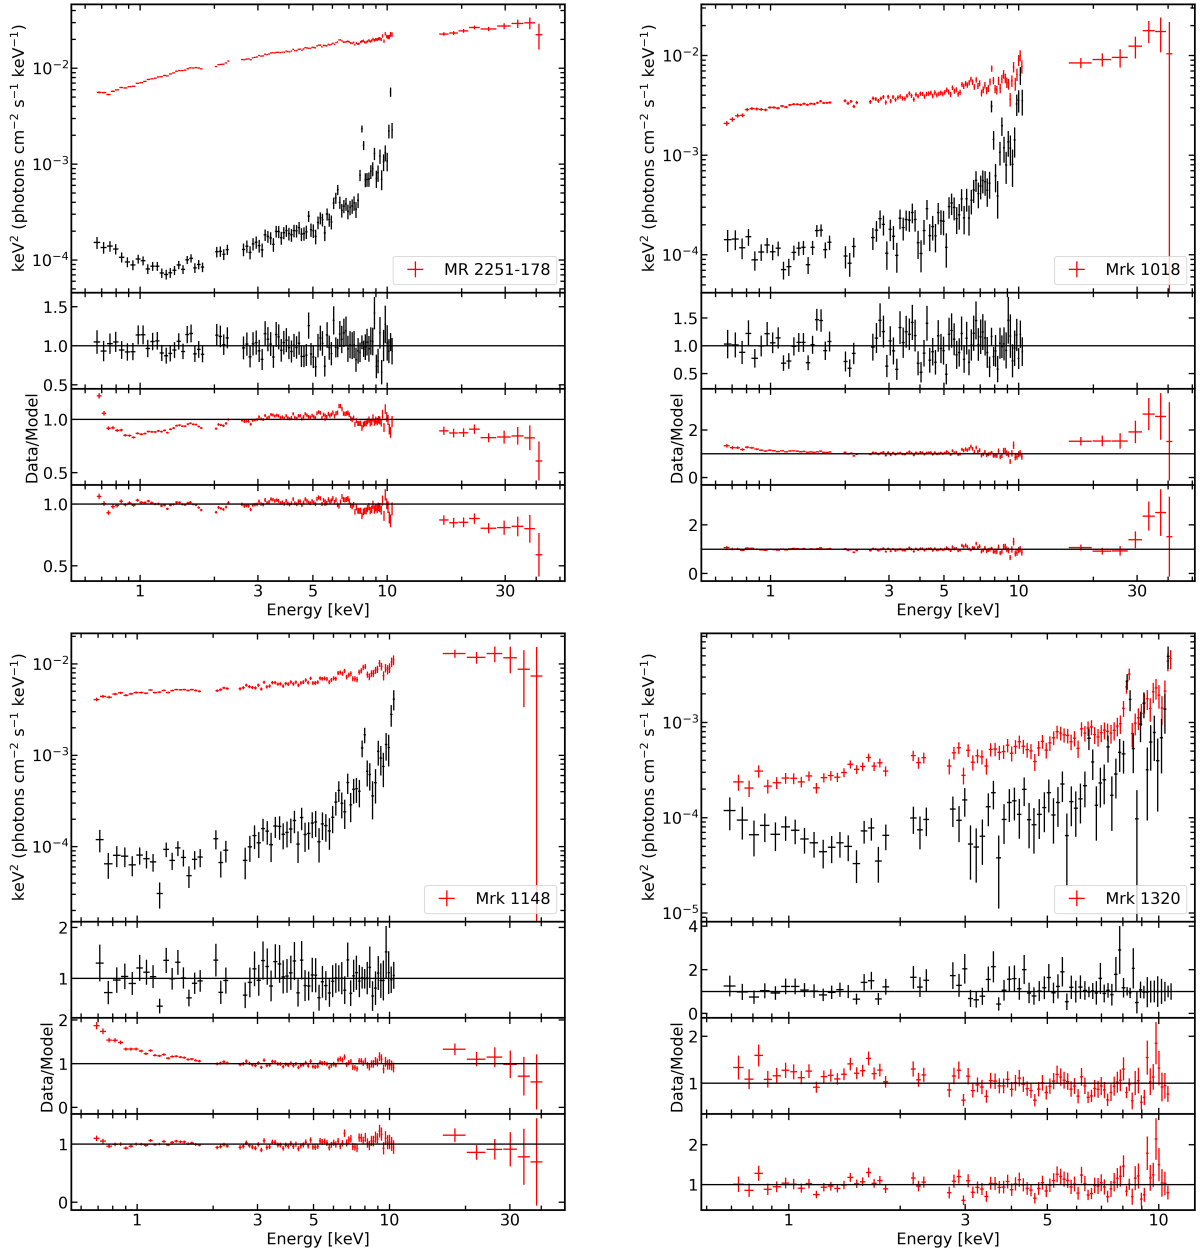 keV² (photons cm⁻² s⁻¹ keV⁻¹)
10⁻²
10⁻³
10⁻⁴
MR 2251-178
1.5
1.0
0.5
Data/Model
1.0
0.5
1.0
0.5
1 3 5 10 30
Energy [keV]
keV² (photons cm⁻² s⁻¹ keV⁻¹)
10⁻²
10⁻³
10⁻⁴
Mrk 1018
1.5
1.0
0.5
Data/Model
2
0
2
0
1 3 5 10 30
Energy [keV]
keV² (photons cm⁻² s⁻¹ keV⁻¹)
10⁻²
10⁻³
10⁻⁴
Mrk 1148
2
1
Data/Model
2
1
0
1
0
1 3 5 10 30
Energy [keV]
keV² (photons cm⁻² s⁻¹ keV⁻¹)
10⁻³
10⁻⁴
10⁻⁵
Mrk 1320
4
2
0
Data/Model
2
1
2
1
1 3 5 10
Energy [keV]